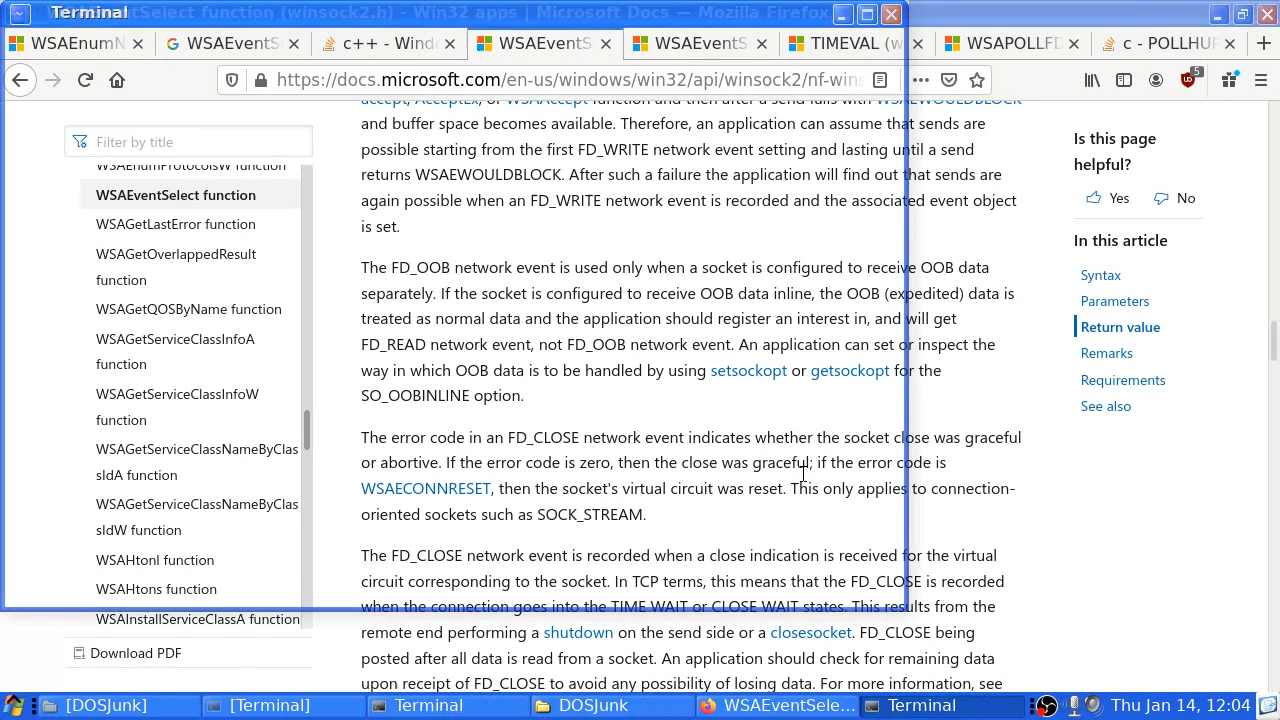 WSAEventSelect function (winsock2.h) - Win32 apps | Microsoft Docs — Mozilla Firefox
Terminal
WSAEnumN
WSAEventS
c++ - Wind
WSAEventS
WSAEventS
TIMEVAL (w
WSAPOLLFD
c - POLLHU
https://docs.microsoft.com/en-us/windows/win32/api/winsock2/nf-wins
5
Filter by title
WSAEnumProtocolsW function
WSAEventSelect function
WSAGetLastError function
WSAGetOverlappedResult
function
WSAGetQOSByName function
WSAGetServiceClassInfoA
function
WSAGetServiceClassInfoW
function
WSAGetServiceClassNameByClas
sIdA function
WSAGetServiceClassNameByClas
sIdW function
WSAHtonl function
WSAHtons function
WSAInstallServiceClassA function
Download PDF
accept, AcceptEx, or WSAAccept function and then after a send fails with WSAEWOULDBLOCK
and buffer space becomes available. Therefore, an application can assume that sends are
possible starting from the first FD_WRITE network event setting and lasting until a send
returns WSAEWOULDBLOCK. After such a failure the application will find out that sends are
again possible when an FD_WRITE network event is recorded and the associated event object
is set.
The FD_OOB network event is used only when a socket is configured to receive OOB data
separately. If the socket is configured to receive OOB data inline, the OOB (expedited) data is
treated as normal data and the application should register an interest in, and will get
FD_READ network event, not FD_OOB network event. An application can set or inspect the
way in which OOB data is to be handled by using setsockopt or getsockopt for the
SO_OOBINLINE option.
The error code in an FD_CLOSE network event indicates whether the socket close was graceful
or abortive. If the error code is zero, then the close was graceful; if the error code is
WSAECONNRESET, then the socket's virtual circuit was reset. This only applies to connection-
oriented sockets such as SOCK_STREAM.
The FD_CLOSE network event is recorded when a close indication is received for the virtual
circuit corresponding to the socket. In TCP terms, this means that the FD_CLOSE is recorded
when the connection goes into the TIME WAIT or CLOSE WAIT states. This results from the
remote end performing a shutdown on the send side or a closesocket. FD_CLOSE being
posted after all data is read from a socket. An application should check for remaining data
upon receipt of FD_CLOSE to avoid any possibility of losing data. For more information, see
Is this page
helpful?
Yes
No
In this article
Syntax
Parameters
Return value
Remarks
Requirements
See also
[DOSJunk]
[Terminal]
Terminal
DOSJunk
WSAEventSele...
Terminal
Thu Jan 14, 12:04